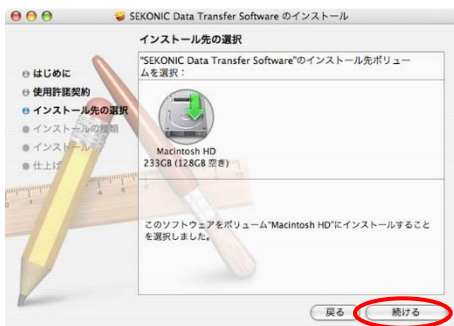 SEKONIC Data Transfer Software のインストール
インストール先の選択
はじめに
使用許諾契約
インストール先の選択
インストールの種類
インストール
仕上げ
"SEKONIC Data Transfer Software"のインストール先ボリュー
ムを選択：
Macintosh HD
233GB (128GB 空き)
このソフトウェアをボリューム"Macintosh HD"にインストールすること
を選択しました。
戻る
続ける